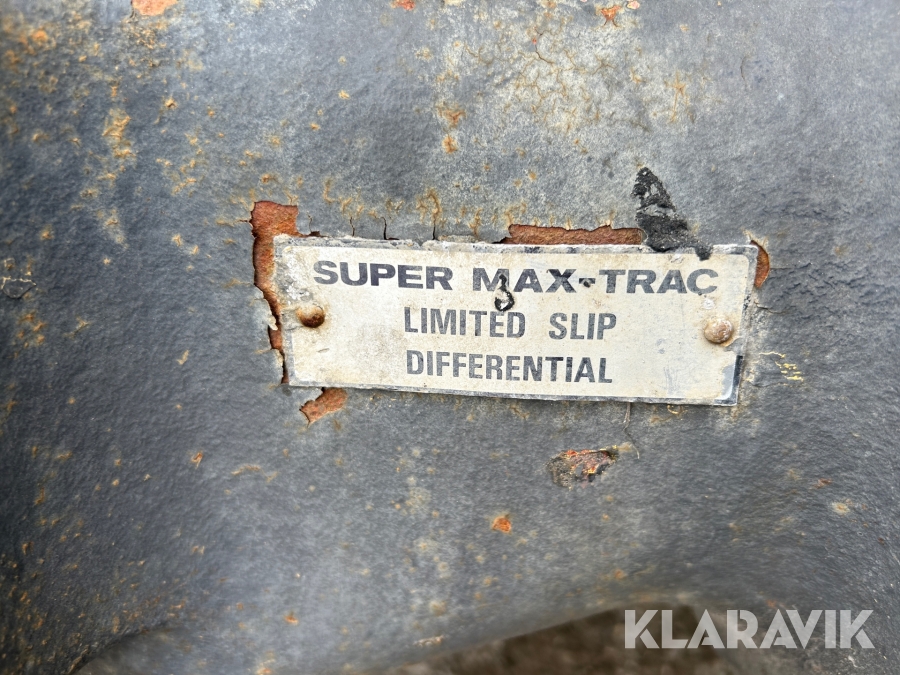 SUPER MAX-TRAC
LIMITED SLIP
DIFFERENTIAL
KLARAVIK